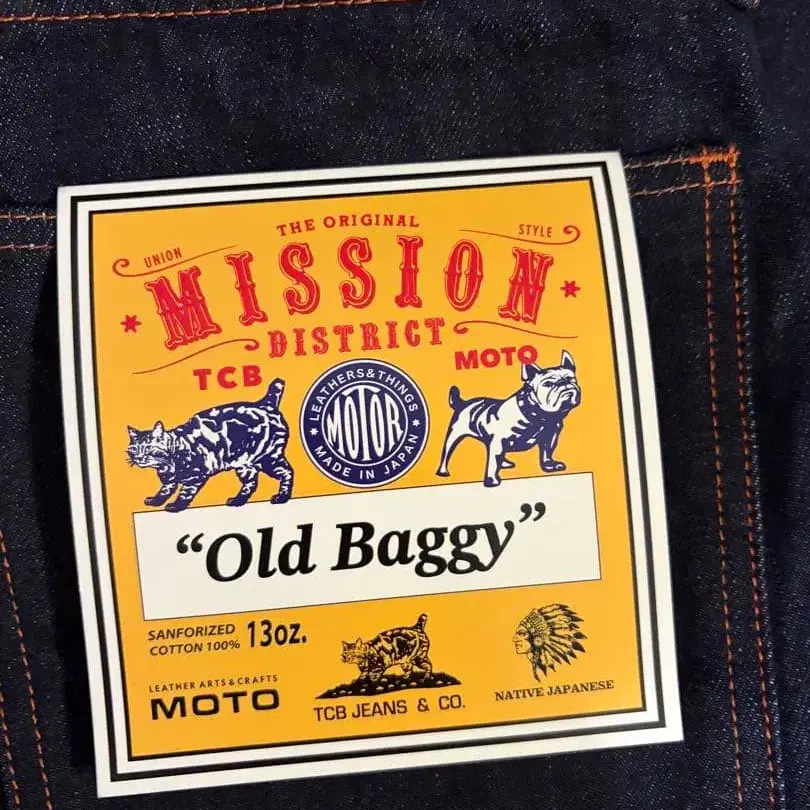 THE ORIGINAL
UNION
STYLE
MISSION
DISTRICT
TCB
MOTO
LEATHERS&THINGS
MOTOR
MADE IN JAPAN
“Old Baggy”
SANFORIZED
COTTON 100%
13oz.
LEATHER ARTS & CRAFTS
MOTO
TCB JEANS & CO.
NATIVE JAPANESE